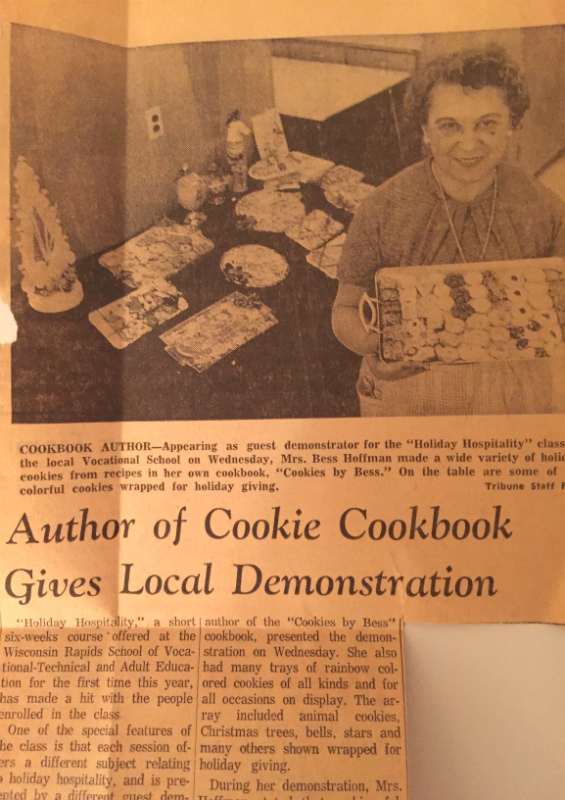 COOKBOOK AUTHOR—Appearing as guest demonstrator for the "Holiday Hospitality" class
the local Vocational School on Wednesday, Mrs. Bess Hoffman made a wide variety of
cookies from recipes in her own cookbook, "Cookies by Bess." On the table are some of
colorful cookies wrapped for holiday giving.
Tribune Staff
Author of Cookie Cookbook
Gives Local Demonstration
"Holiday Hospitality," a short
six-weeks course offered at the
Wisconsin Rapids School of Voca-
tional-Technical and Adult Educa-
tion for the first time this year,
has made a hit with the people
enrolled in the class.
One of the special features of
he class is that each session of-
ers a different subject relating
holiday hospitality, and is pre-
ented by a different guest dem-
author of the "Cookies by Bess"
cookbook, presented the demon-
stration on Wednesday. She also
had many trays of rainbow col-
ored cookies of all kinds and for
all occasions on display. The ar-
ray included animal cookies,
Christmas trees, bells, stars and
many others shown wrapped for
holiday giving.
During her demonstration, Mrs.